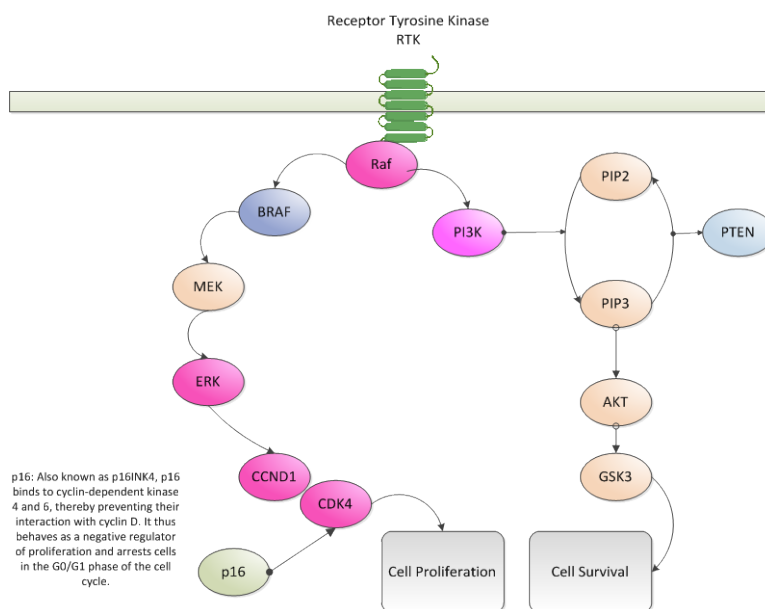 Receptor Tyrosine Kinase
RTK
Raf
PIP2
BRAF
PI3K
PTEN
MEK
PIP3
ERK
AKT
CCND1
GSK3
CDK4
p16: Also known as p16INK4, p16
binds to cyclin-dependent kinase
4 and 6, thereby preventing their
interaction with cyclin D. It thus
behaves as a negative regulator
of proliferation and arrests cells
in the G0/G1 phase of the cell
cycle.
p16
Cell Proliferation
Cell Survival